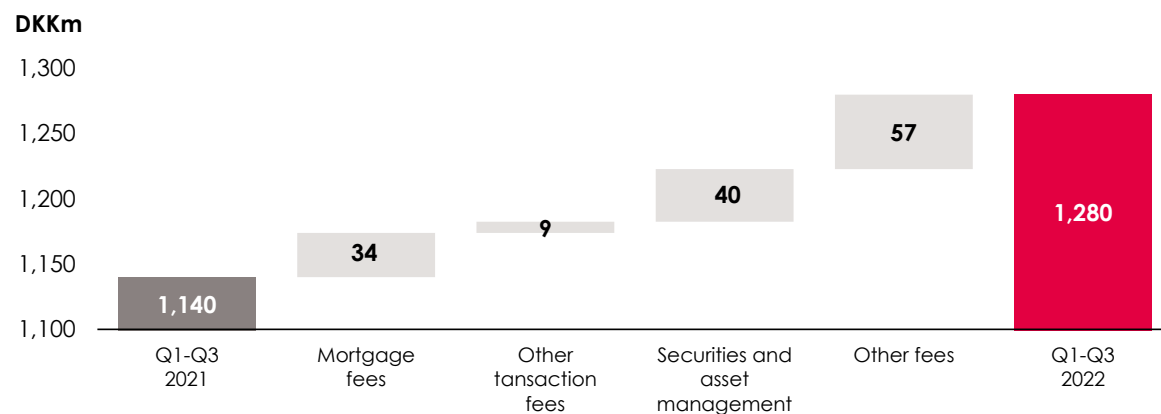 DKKm
1,300
1,250
1,200
1,150
1,100
1,140
34
9
40
57
1,280
Q1-Q3
2021
Mortgage
fees
Other
tansaction
fees
Securities and
asset
management
Other fees
Q1-Q3
2022